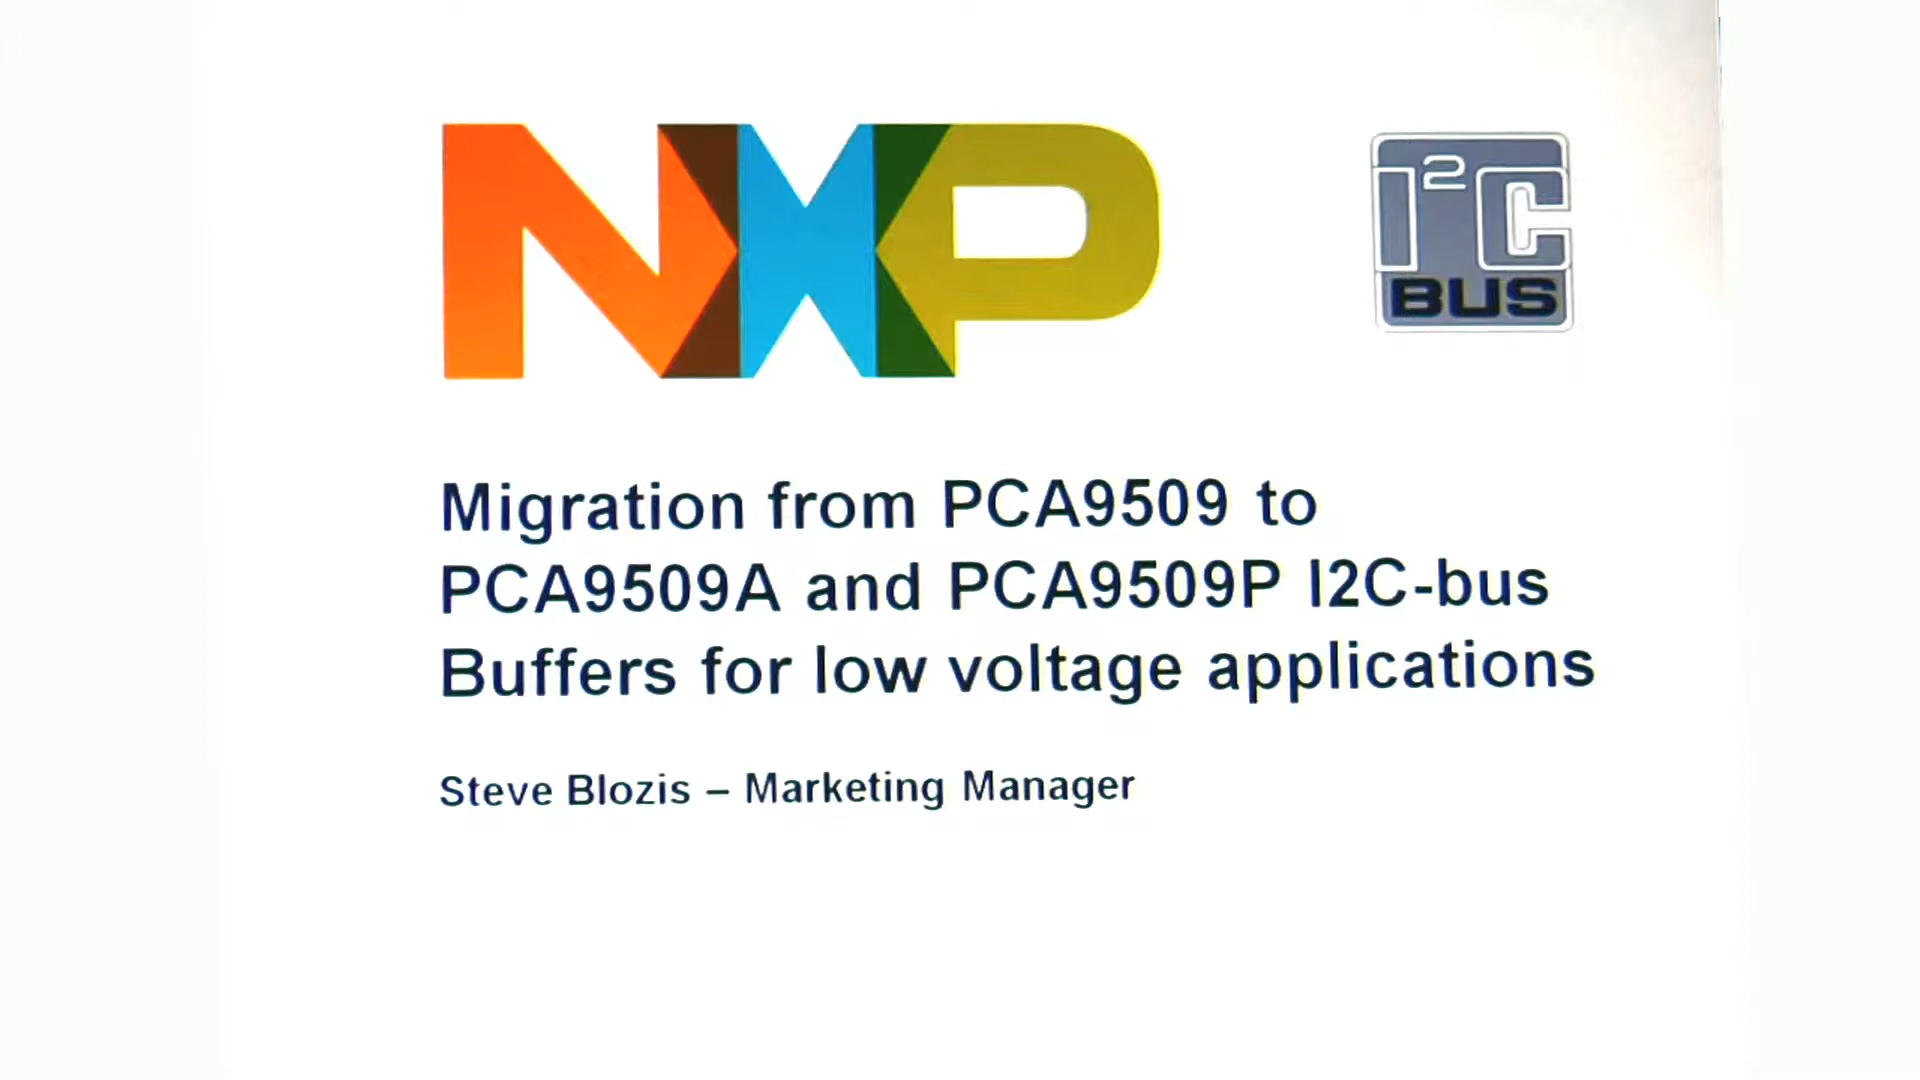 NXP
I2C
BUS
Migration from PCA9509 to
PCA9509A and PCA9509P I2C-bus
Buffers for low voltage applications
Steve Blozis – Marketing Manager